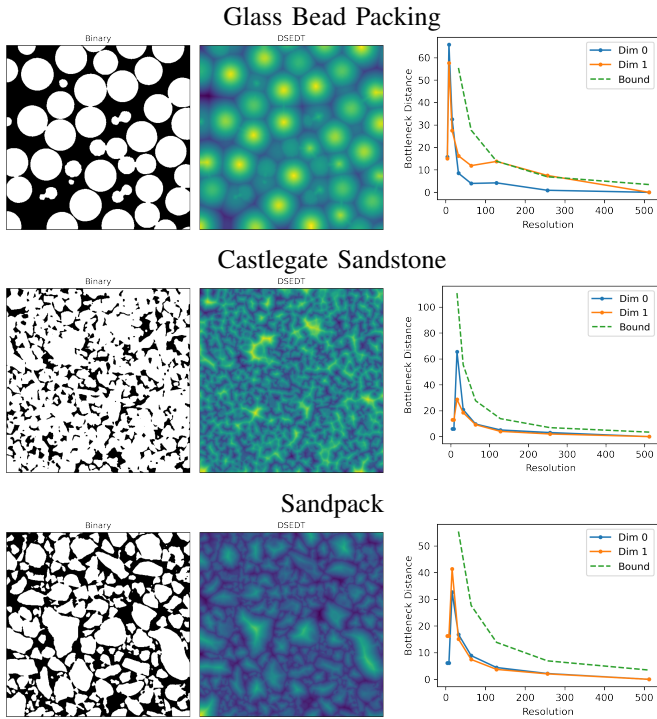 Glass Bead Packing
Binary
DSEDT
60
50
40
30
20
10
0
Bottleneck Distance
Dim 0
Dim 1
Bound
0 100 200 300 400 500
Resolution
Castlegate Sandstone
Binary
DSEDT
100
80
60
40
20
0
Bottleneck Distance
Dim 0
Dim 1
Bound
0 100 200 300 400 500
Resolution
Sandpack
Binary
DSEDT
50
40
30
20
10
0
Bottleneck Distance
Dim 0
Dim 1
Bound
0 100 200 300 400 500
Resolution